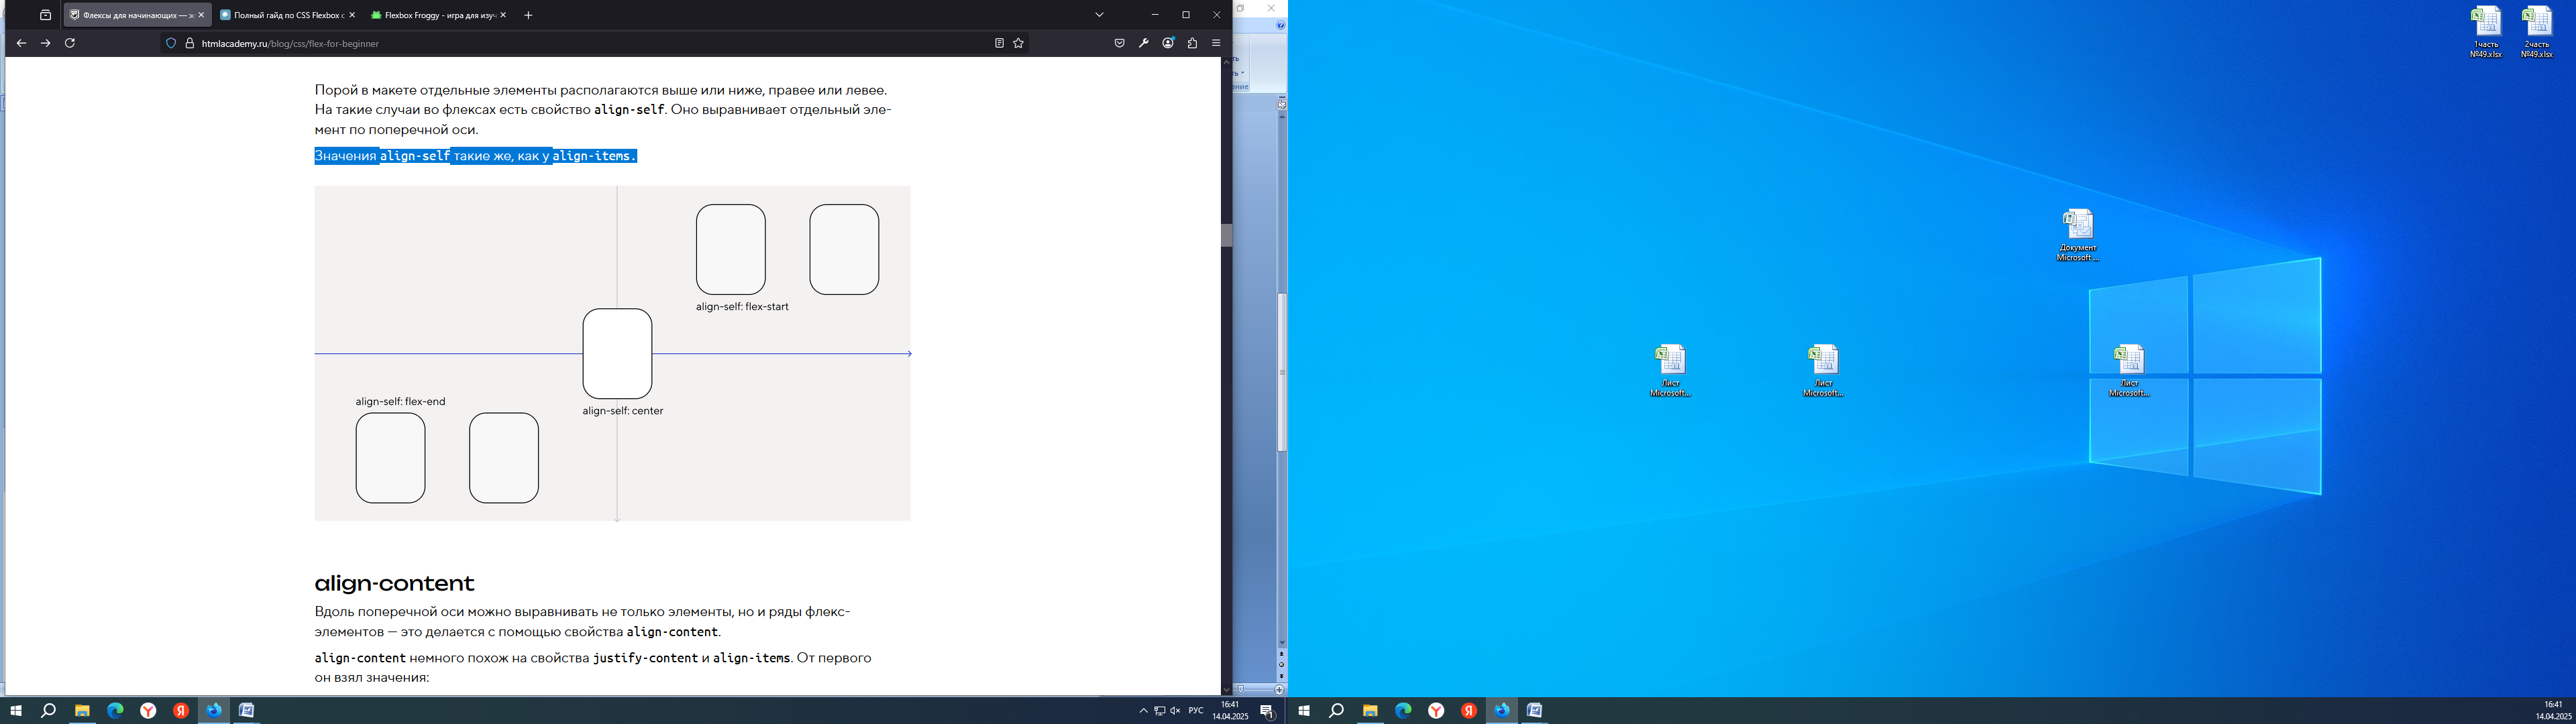 Флексы для начинающих — э
Полный гайд по CSS Flexbox с
Flexbox Froggy - игра для изуч
htmlacademy.ru/blog/css/flex-for-beginner
Порой в макете отдельные элементы располагаются выше или ниже, правее или левее.
На такие случаи во флексах есть свойство align-self. Оно выравнивает отдельный эле-
мент по поперечной оси.
Значения align-self такие же, как у align-items.
align-self: flex-start
align-self: flex-end
align-self: center
align-content
Вдоль поперечной оси можно выравнивать не только элементы, но и ряды флекс-
элементов — это делается с помощью свойства align-content.
align-content немного похож на свойства justify-content и align-items. От первого
он взял значения:
1часть
№49.xlsx
2часть
№49.xlsx
Документ
Microsoft ...
Лист
Microsoft...
Лист
Microsoft...
Лист
Microsoft...
РУС
16:41
14.04.2025
1
16:41
14.04.2025